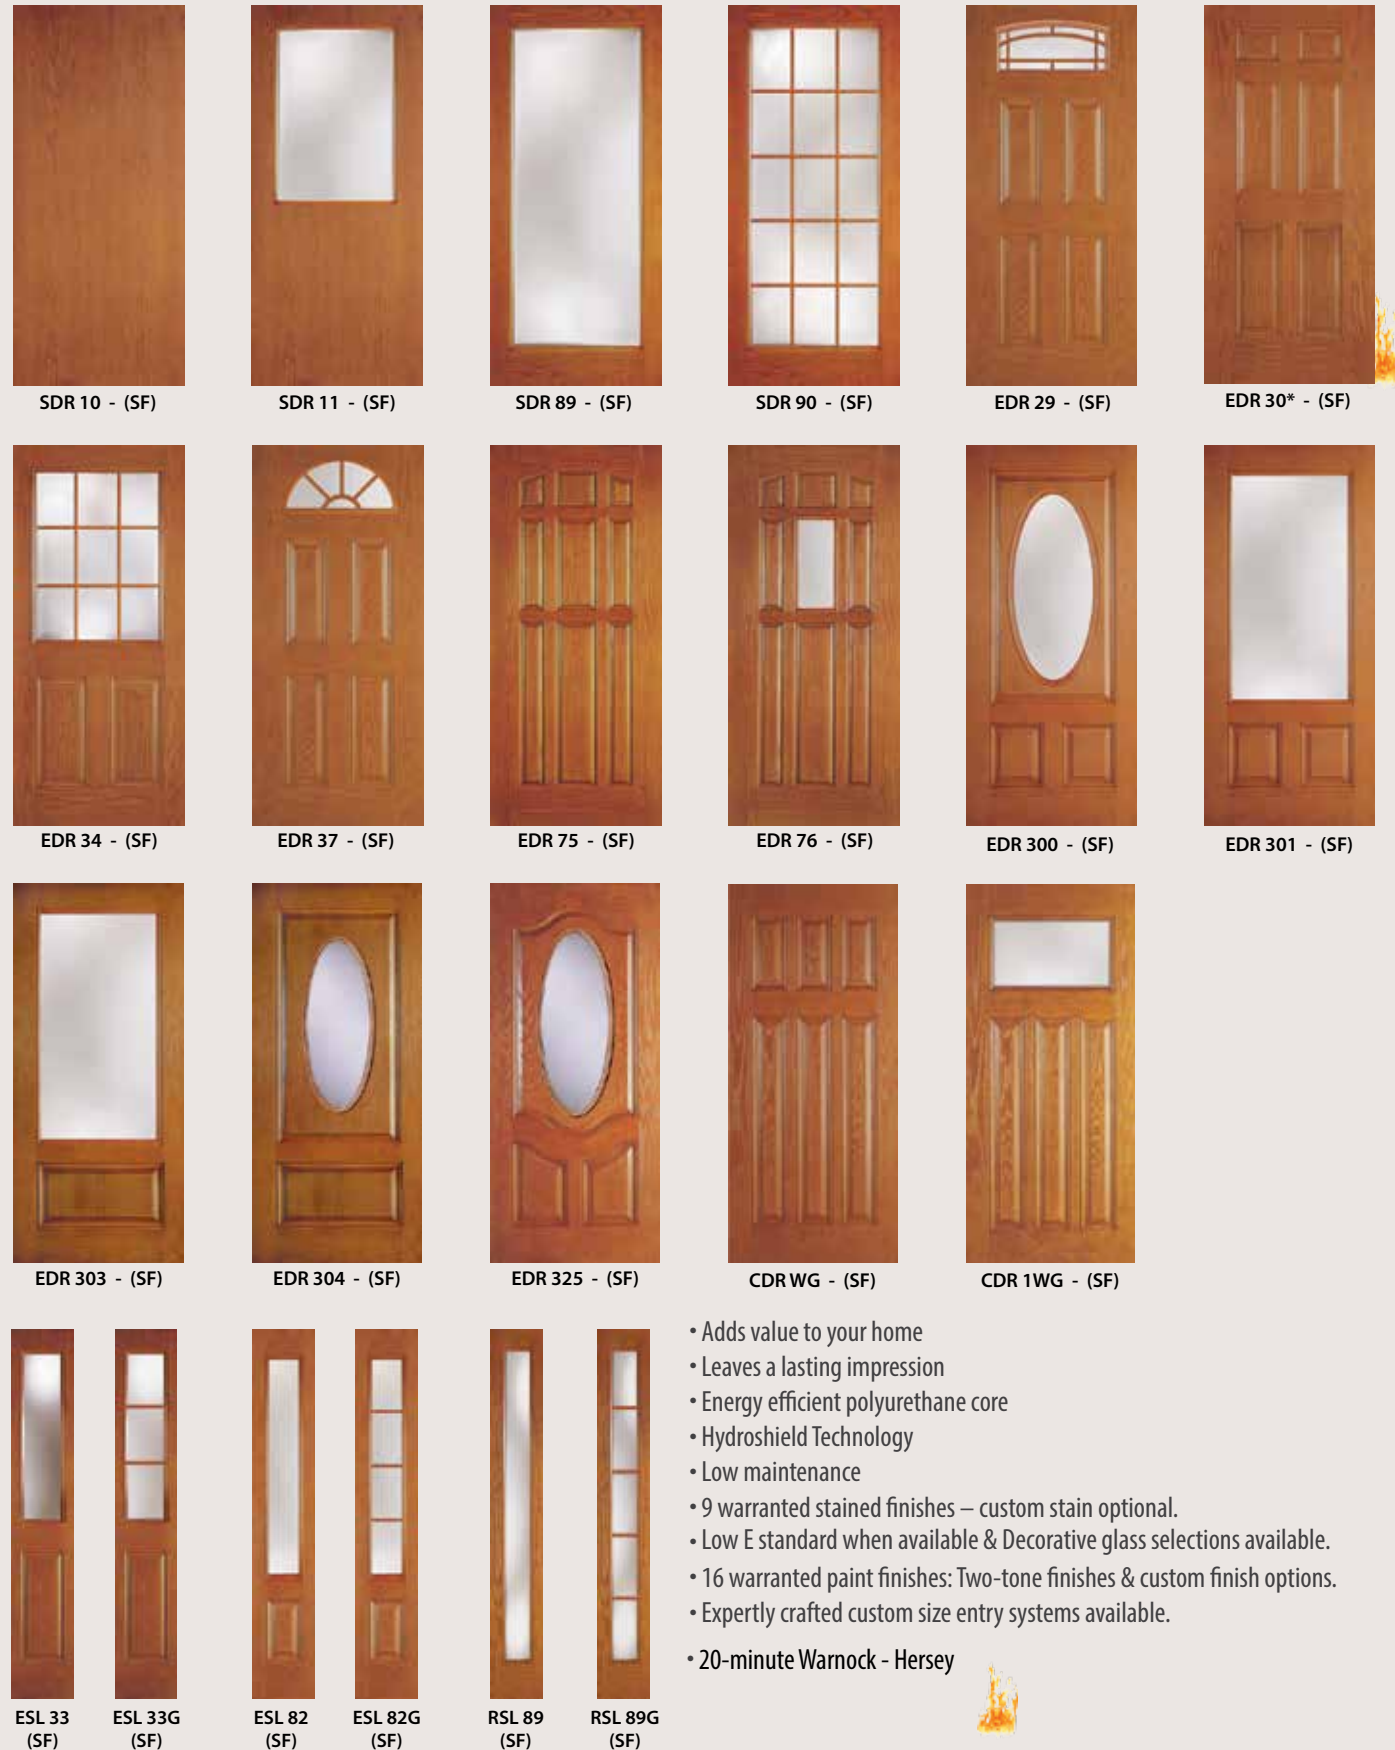 SDR 10 - (SF)
SDR 11 - (SF)
SDR 89 - (SF)
SDR 90 - (SF)
EDR 29 - (SF)
EDR 30* - (SF)
EDR 34 - (SF)
EDR 37 - (SF)
EDR 75 - (SF)
EDR 76 - (SF)
EDR 300 - (SF)
EDR 301 - (SF)
EDR 303 - (SF)
EDR 304 - (SF)
EDR 325 - (SF)
CDR WG - (SF)
CDR 1WG - (SF)
ESL 33
(SF)
ESL 33G
(SF)
ESL 82
(SF)
ESL 82G
(SF)
RSL 89
(SF)
RSL 89G
(SF)
• Adds value to your home
• Leaves a lasting impression
• Energy efficient polyurethane core
• Hydroshield Technology
• Low maintenance
• 9 warranted stained finishes – custom stain optional.
• Low E standard when available & Decorative glass selections available.
• 16 warranted paint finishes: Two-tone finishes & custom finish options.
• Expertly crafted custom size entry systems available.
• 20-minute Warnock - Hersey